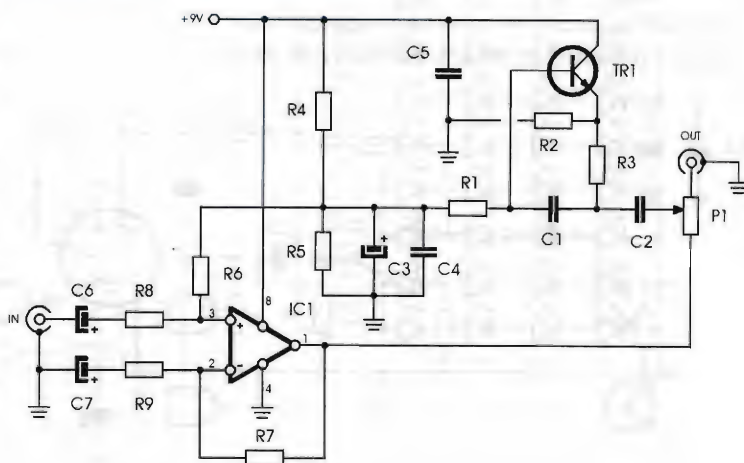 +9V
C5
TR1
R4
R2
OUT
R3
R1
P1
R5
C3
C4
C1
C2
R6
+
C6
R8
IC1
IN
3
+
8
+
1
2
-
4
+
C7
R9
R7